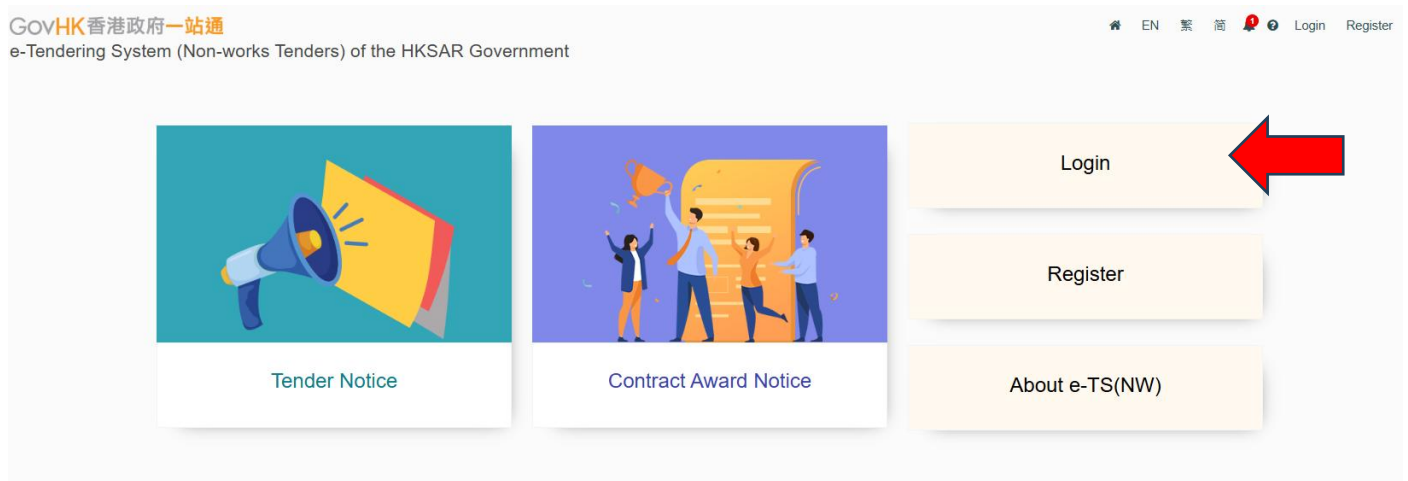 GovHK香港政府一站通
EN 繁 简 1 Login Register
e-Tendering System (Non-works Tenders) of the HKSAR Government
Login
Register
Tender Notice
Contract Award Notice
About e-TS(NW)